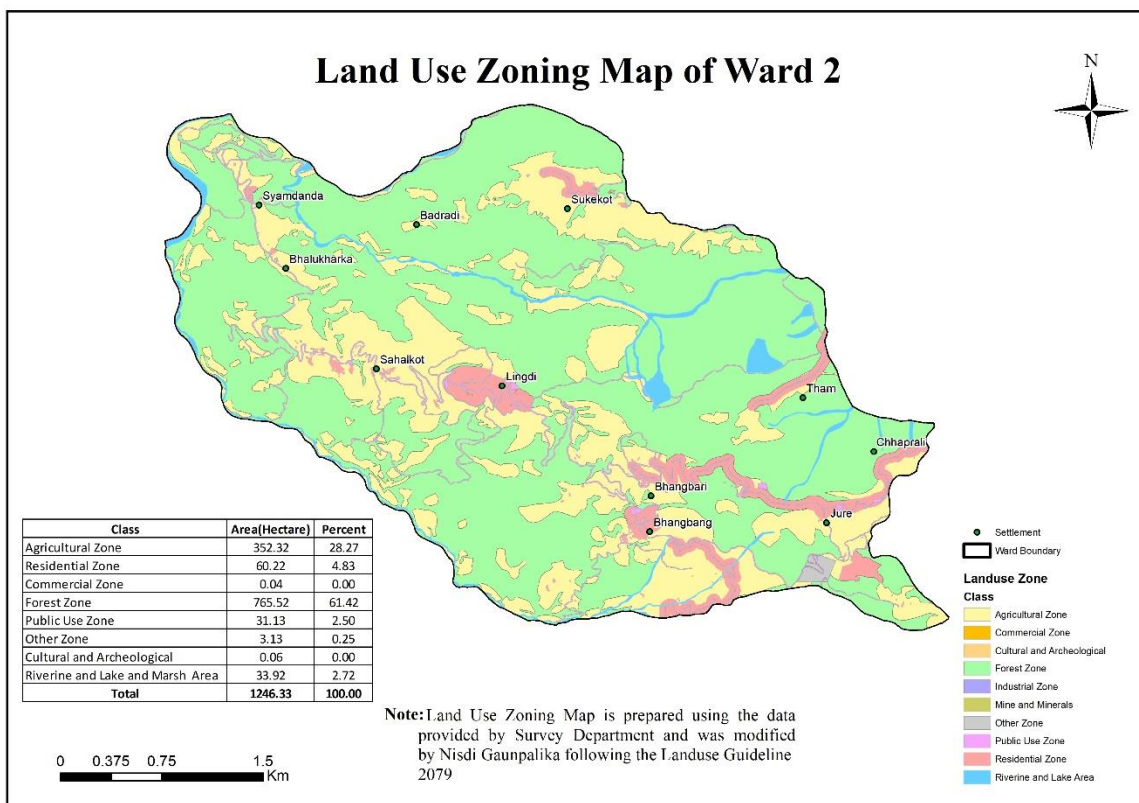 Land Use Zoning Map of Ward 2
N
Syamdanda
Badradi
Sukekot
Bhalukharka
Sahalkot
Lingdi
Tham
Chhaprali
Bhangbari
Bhangbang
Jure
Class Area(Hectare) Percent
Agricultural Zone 352.32 28.27
Residential Zone 60.22 4.83
Commercial Zone 0.04 0.00
Forest Zone 765.52 61.42
Public Use Zone 31.13 2.50
Other Zone 3.13 0.25
Cultural and Archeological 0.06 0.00
Riverine and Lake and Marsh Area 33.92 2.72
Total 1246.33 100.00
Settlement
Ward Boundary
Landuse Zone
Class
Agricultural Zone
Commercial Zone
Cultural and Archeological
Forest Zone
Industrial Zone
Mine and Minerals
Other Zone
Public Use Zone
Residential Zone
Riverine and Lake Area
Note: Land Use Zoning Map is prepared using the data
provided by Survey Department and was modified
by Nisdi Gaunpalika following the Landuse Guideline
2079
0 0.375 0.75 1.5
Km